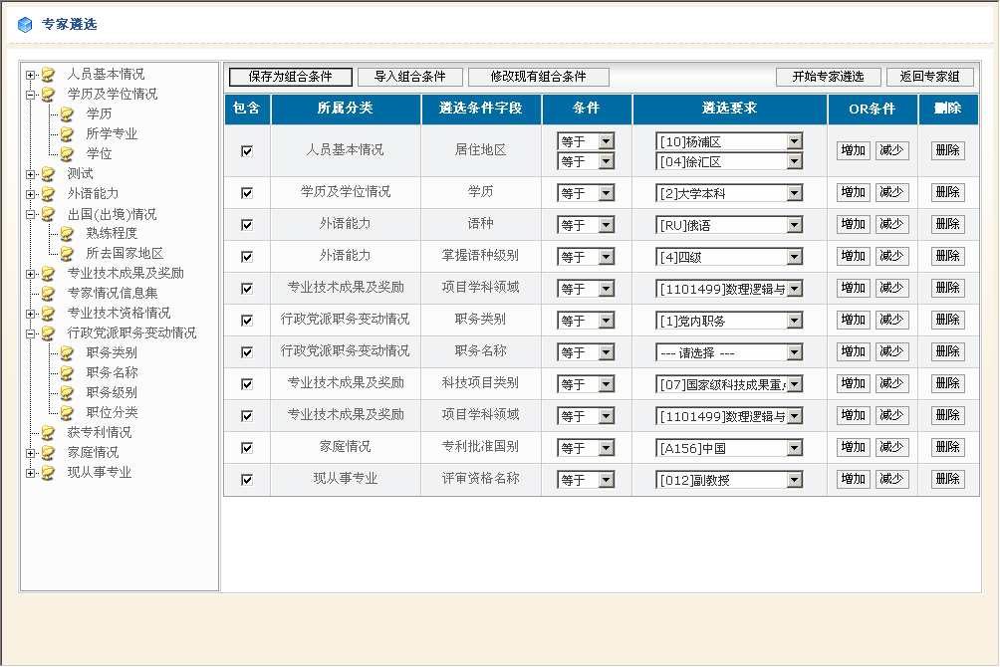 专家遴选
人员基本情况
学历及学位情况
学历
所学专业
学位
测试
外语能力
出国(出境)情况
熟练程度
所去国家地区
专业技术成果及奖励
专家情况信息集
专业技术资格情况
行政党派职务变动情况
职务类别
职务名称
职务级别
职位分类
获专利情况
家庭情况
现从事专业
保存为组合条件 导入组合条件 修改现有组合条件 开始专家遴选 返回专家组
包含 所属分类 遴选条件字段 条件 遴选要求 OR条件 删除
人员基本情况 居住地区 等于 [10]杨浦区 增加 减少 删除
等于 [04]徐汇区
学历及学位情况 学历 等于 [2]大学本科 增加 减少 删除
外语能力 语种 等于 [RU]俄语 增加 减少 删除
外语能力 掌握语种级别 等于 [4]四级 增加 减少 删除
专业技术成果及奖励 项目学科领域 等于 [1101499]数理逻辑与 增加 减少 删除
行政党派职务变动情况 职务类别 等于 [1]党内职务 增加 减少 删除
行政党派职务变动情况 职务名称 等于 --- 请选择 --- 增加 减少 删除
专业技术成果及奖励 科技项目类别 等于 [07]国家级科技成果重 增加 减少 删除
专业技术成果及奖励 项目学科领域 等于 [1101499]数理逻辑与 增加 减少 删除
家庭情况 专利批准国别 等于 [A156]中国 增加 减少 删除
现从事专业 评审资格名称 等于 [012]副教授 增加 减少 删除